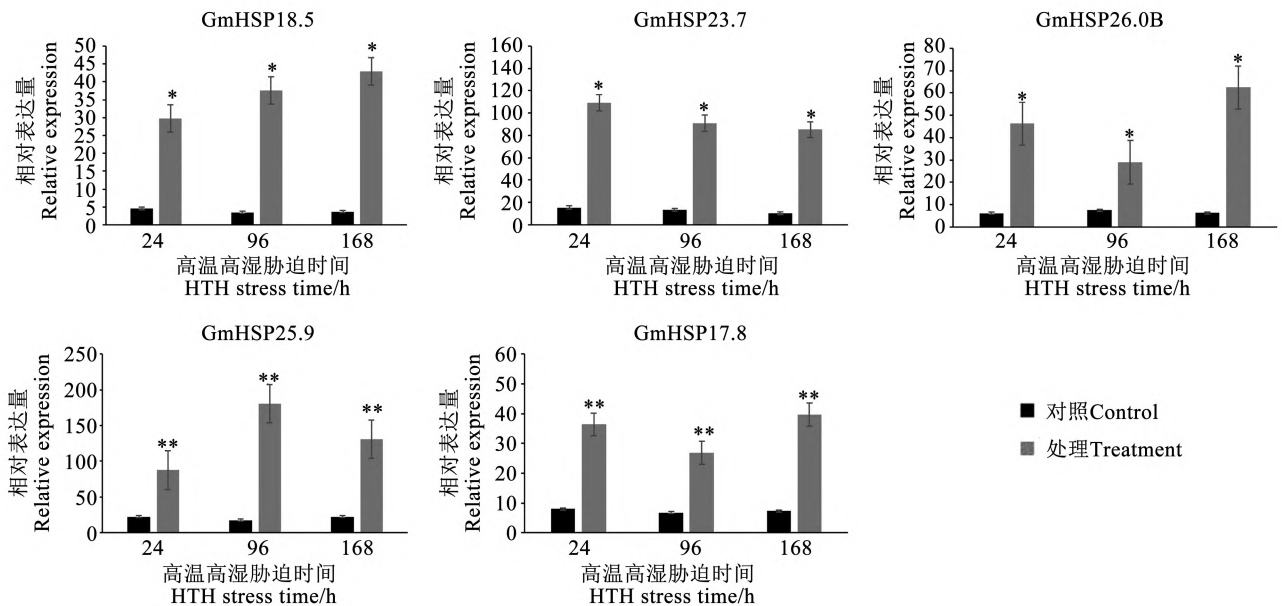 GmHSP18.5
相对表达量
Relative expression
50
45
40
35
30
25
20
15
10
5
0
*
*
*
24 96 168
高温高湿胁迫时间
HTH stress time/h
GmHSP23.7
相对表达量
Relative expression
160
140
120
100
80
60
40
20
0
*
*
*
24 96 168
高温高湿胁迫时间
HTH stress time/h
GmHSP26.0B
相对表达量
Relative expression
80
70
60
50
40
30
20
10
0
*
*
*
24 96 168
高温高湿胁迫时间
HTH stress time/h
GmHSP25.9
相对表达量
Relative expression
250
200
150
100
50
0
**
**
**
24 96 168
高温高湿胁迫时间
HTH stress time/h
GmHSP17.8
相对表达量
Relative expression
60
50
40
30
20
10
0
**
**
**
24 96 168
高温高湿胁迫时间
HTH stress time/h
对照Control
处理Treatment